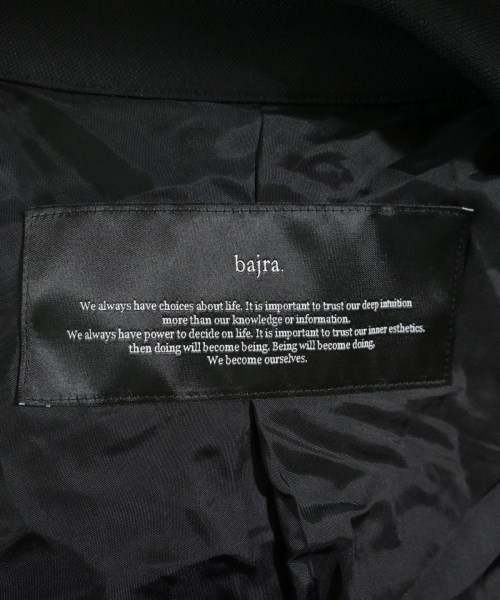 bajra.
We always have choices about life. It is important to trust our deep intuition
more than our knowledge or information.
We always have power to decide on life. It is important to trust our inner esthetics.
then doing will become being. Being will become doing.
We become ourselves.